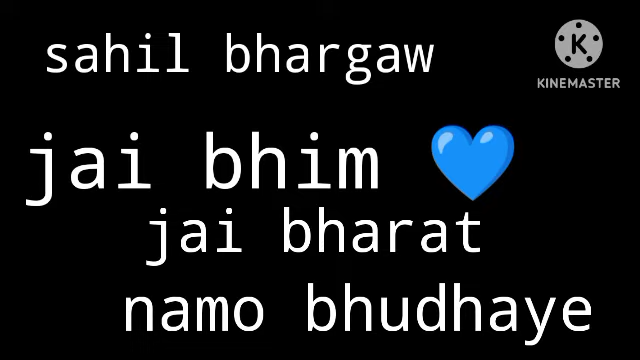 sahil bhargaw
K
KINEMASTER
jai bhim 💙
jai bharat
namo bhudhaye